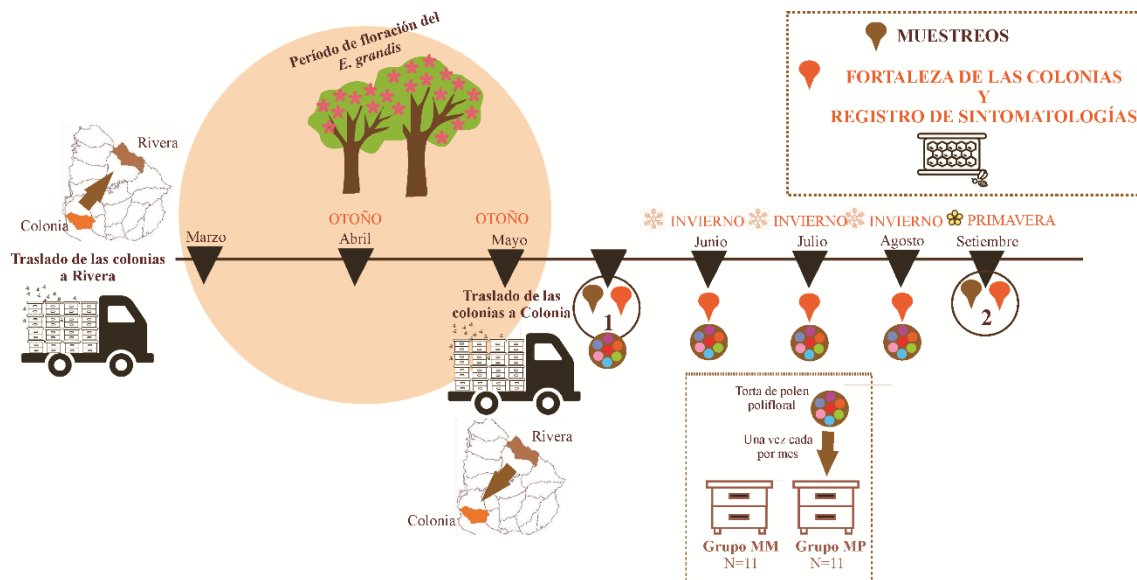 Período de floración del
E. grandis
MUESTREOS
FORTALEZA DE LAS COLONIAS
Y
REGISTRO DE SINTOMATOLOGÍAS
Rivera
Colonia
Traslado de las colonias
a Rivera
OTOÑO
OTOÑO
INVIERNO
INVIERNO
INVIERNO
PRIMAVERA
Marzo
Abril
Mayo
Junio
Julio
Agosto
Setiembre
Traslado de las
colonias a Colonia
1
2
Rivera
Colonia
Torta de polen
polifloral
Una vez cada
por mes
Grupo MM
N=11
Grupo MP
N=11